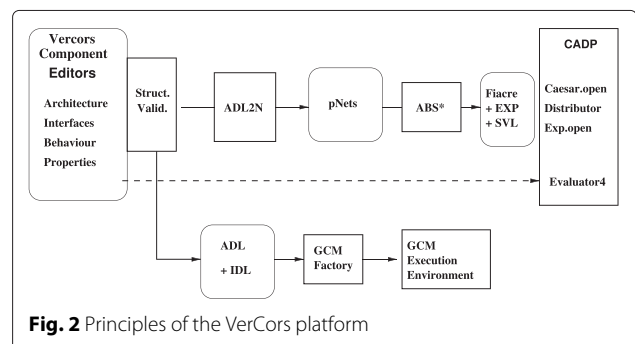 Vercors
Component
Editors
Architecture
Interfaces
Behaviour
Properties
Struct.
Valid.
ADL2N
pNets
ABS*
Fiacre
+ EXP
+ SVL
CADP
Caesar.open
Distributor
Exp.open
Evaluator4
ADL
+ IDL
GCM
Factory
GCM
Execution
Environment
Fig. 2 Principles of the VerCors platform